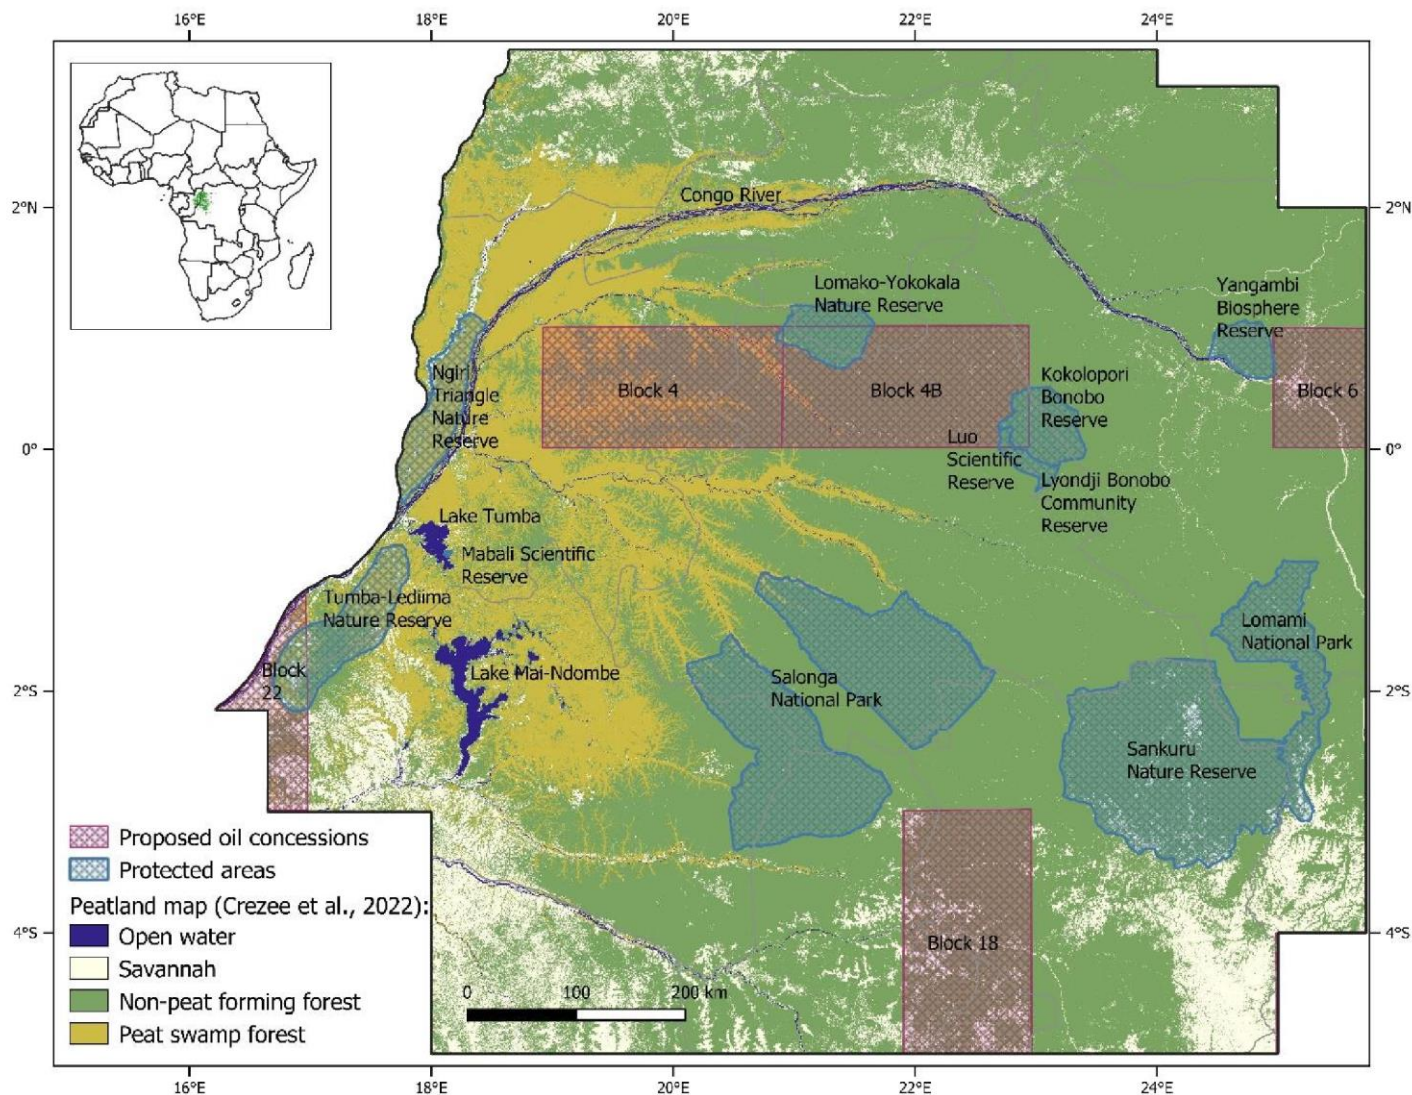 16°E
18°E
20°E
22°E
24°E
2°N
2°N
Congo River
Lomako-Yokokala
Nature Reserve
Yangambi
Biosphere
Reserve
Ngiri
Triangle
Nature
Reserve
Block 4
Block 4B
Kokolopori
Bonobo
Reserve
Block 6
0°
0°
Luo
Scientific
Reserve
Lyondji Bonobo
Community
Reserve
Lake Tumba
Mabali Scientific
Reserve
Tumba-Lediima
Nature Reserve
Lomami
National Park
Block
22
Lake Mai-Ndombe
Salonga
National Park
2°S
2°S
Sankuru
Nature Reserve
Proposed oil concessions
Protected areas
Peatland map (Crezee et al., 2022):
Open water
Savannah
Non-peat forming forest
Peat swamp forest
4°S
4°S
Block 18
0
100
200 km
16°E
18°E
20°E
22°E
24°E